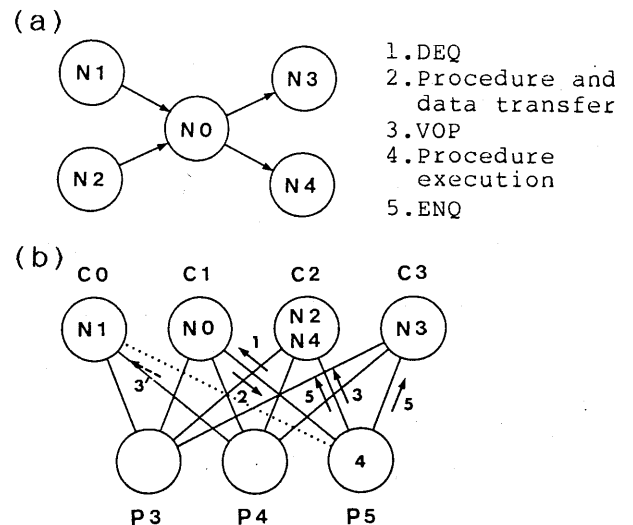 (a)
N1
N3
N0
N2
N4
1.DEQ
2.Procedure and
data transfer
3.VOP
4.Procedure
execution
5.ENQ
(b)
C0 C1 C2 C3
N1 N0 N2 N3
N4
1
3'
2
5
3
5
4
P3 P4 P5